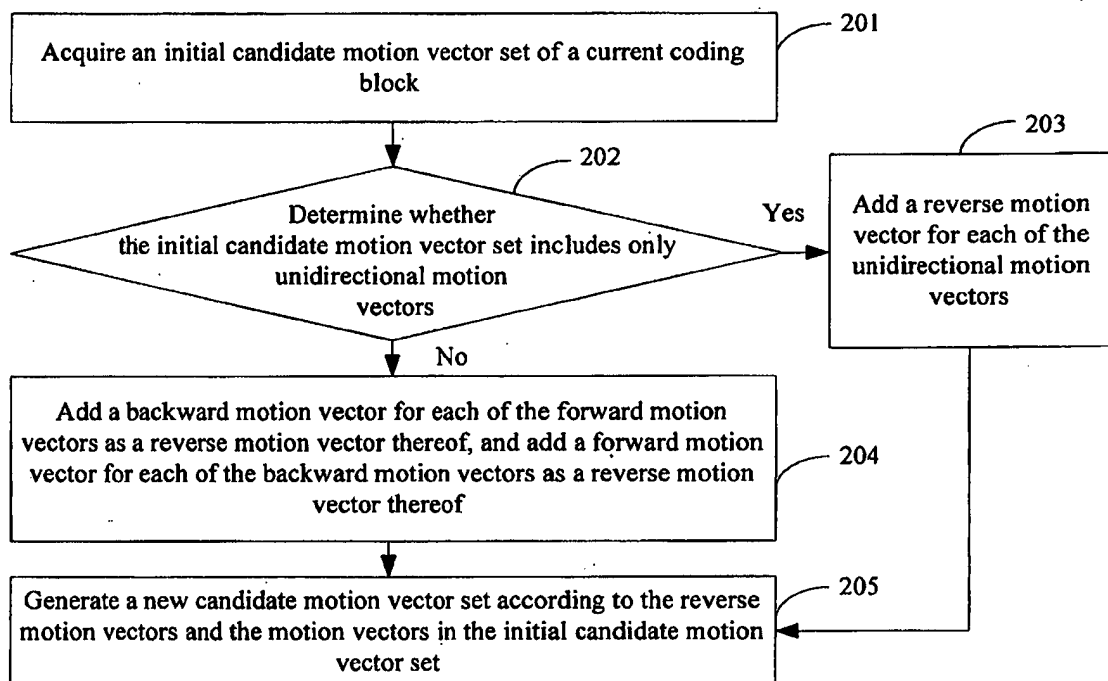 201
Acquire an initial candidate motion vector set of a current coding
block
202
203
Determine whether
the initial candidate motion vector set includes only
unidirectional motion
vectors
Yes
Add a reverse motion
vector for each of the
unidirectional motion
vectors
No
Add a backward motion vector for each of the forward motion
vectors as a reverse motion vector thereof, and add a forward motion
vector for each of the backward motion vectors as a reverse motion
vector thereof
204
205
Generate a new candidate motion vector set according to the reverse
motion vectors and the motion vectors in the initial candidate motion
vector set